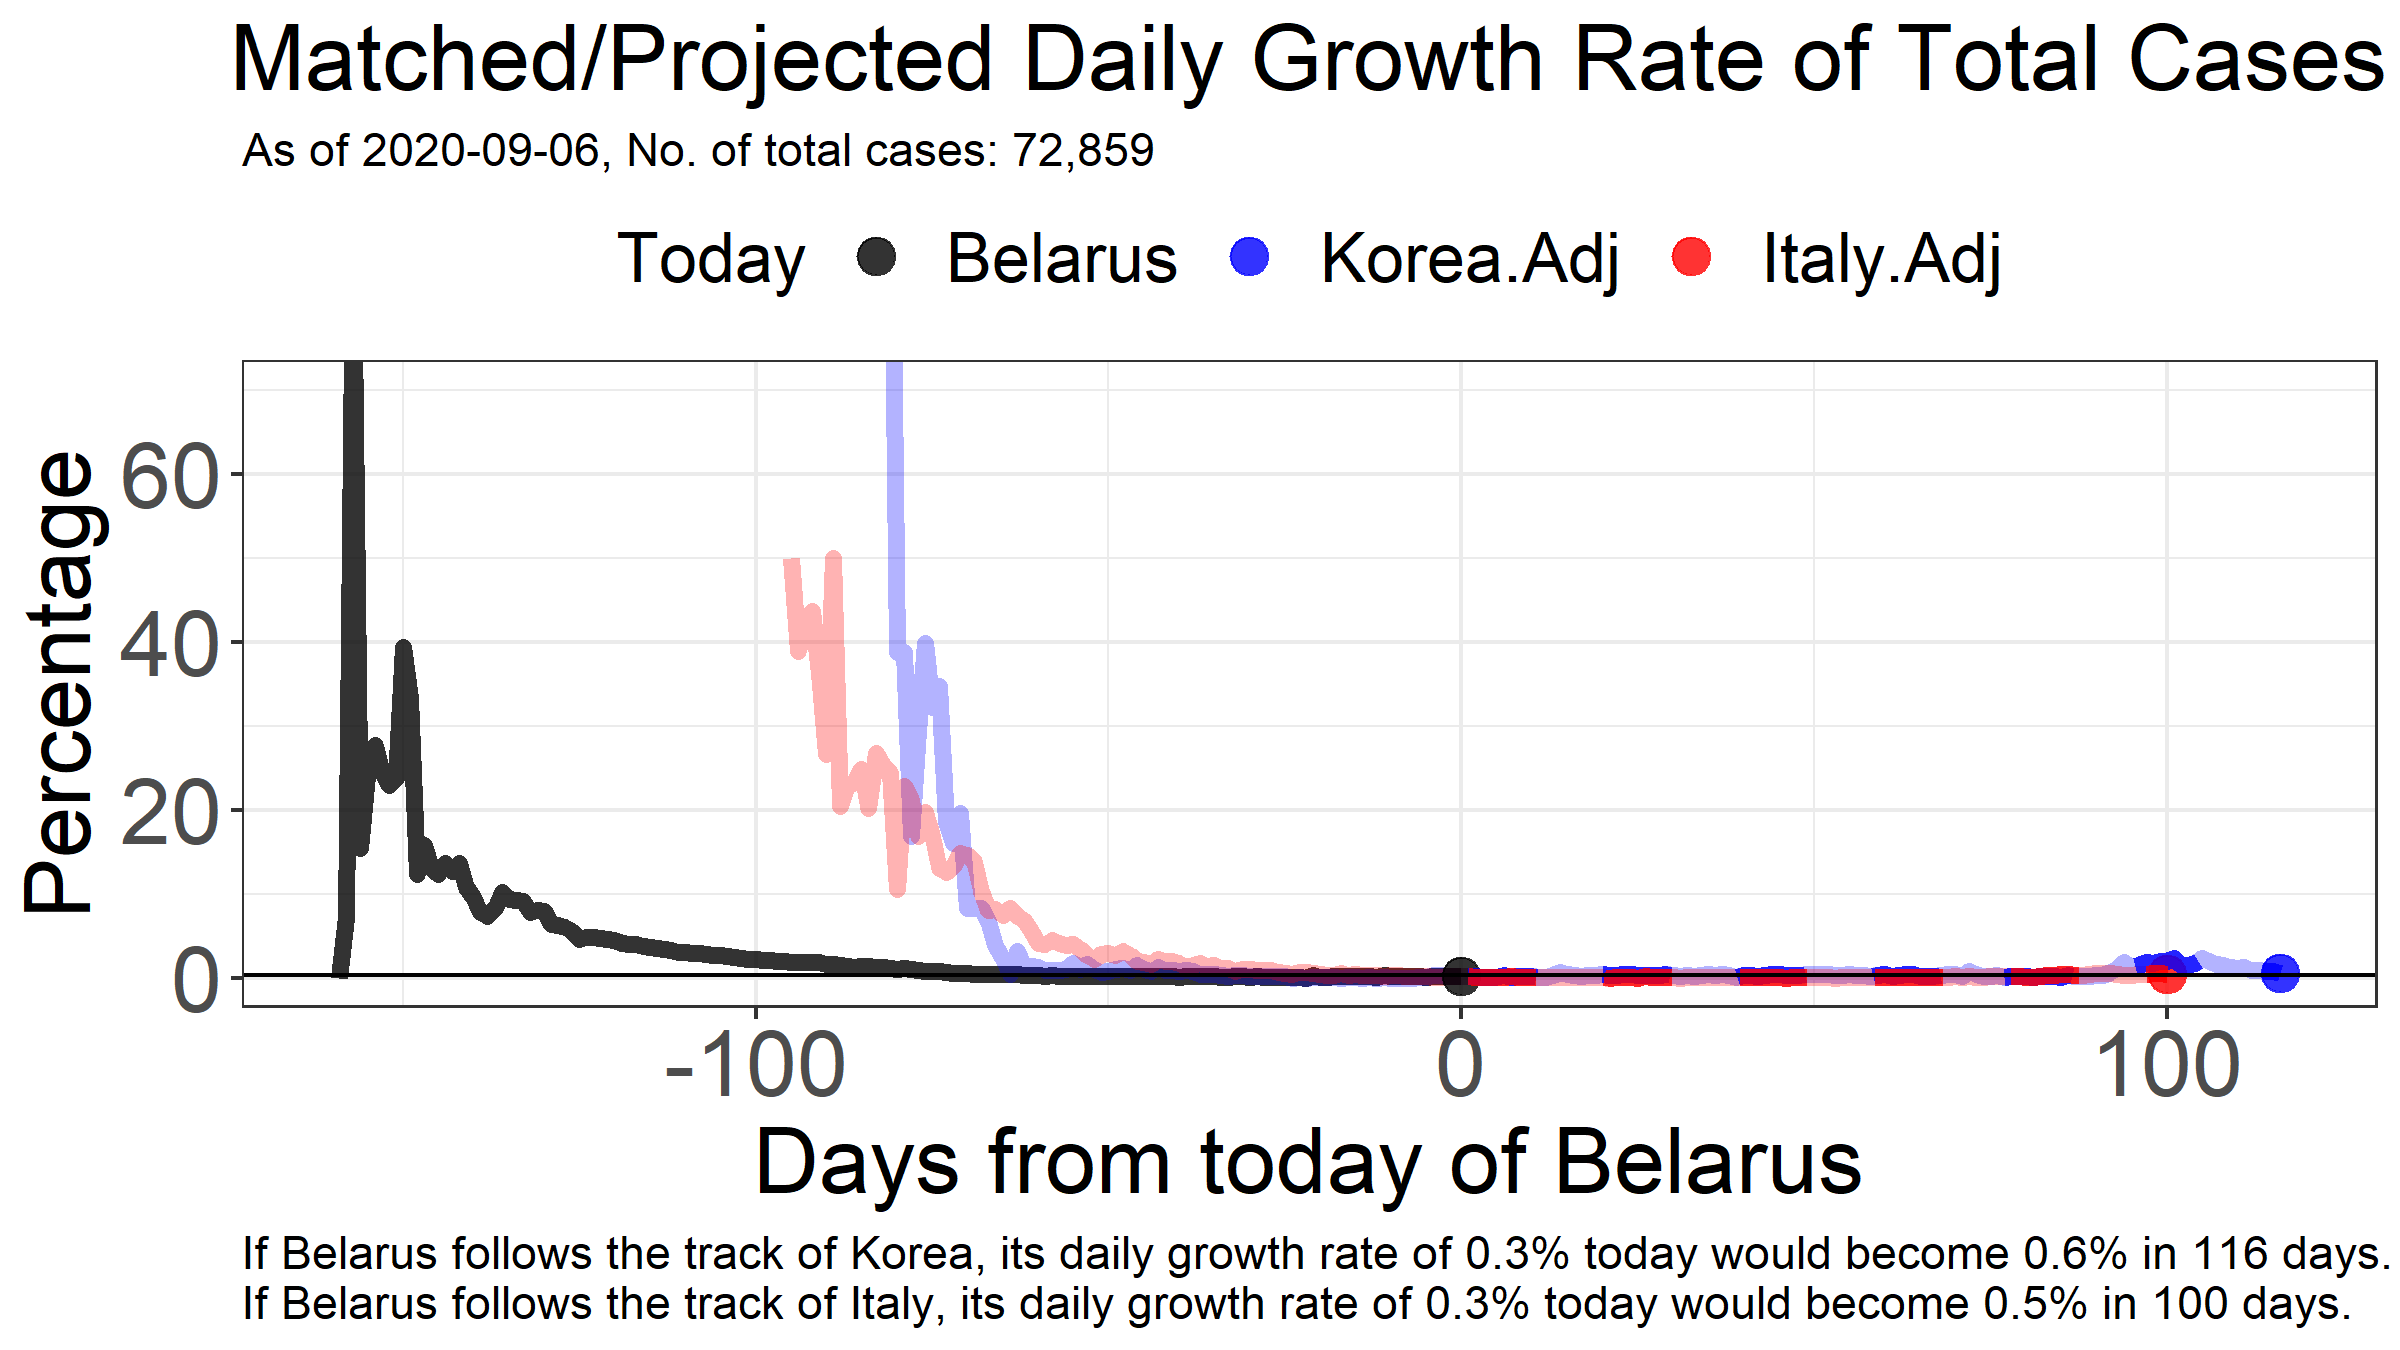 Matched/Projected Daily Growth Rate of Total Cases
As of 2020-09-06, No. of total cases: 72,859
Today Belarus Korea.Adj Italy.Adj
Percentage
60
40
20
0
-100 0 100
Days from today of Belarus
If Belarus follows the track of Korea, its daily growth rate of 0.3% today would become 0.6% in 116 days.
If Belarus follows the track of Italy, its daily growth rate of 0.3% today would become 0.5% in 100 days.